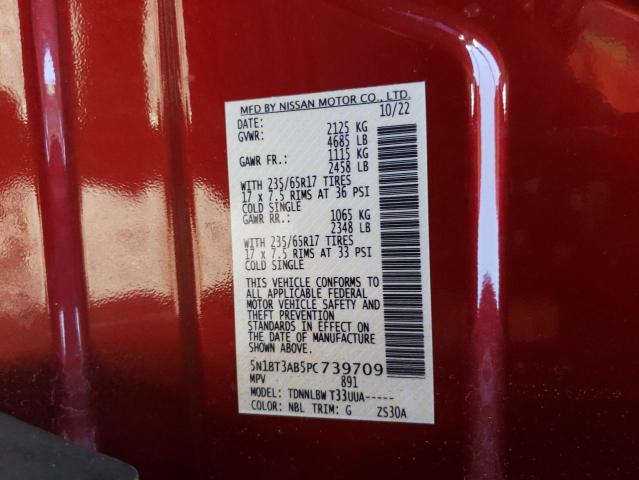 MFD BY NISSAN MOTOR CO., LTD.
DATE: 10/22
GVWR: 2125 KG
4685 LB
GAWR FR.: 1115 KG
2458 LB
WITH 235/65R17 TIRES
17 x 7.5 RIMS AT 36 PSI
COLD SINGLE
GAWR RR.: 1065 KG
2348 LB
WITH 235/65R17 TIRES
17 x 7.5 RIMS AT 33 PSI
COLD SINGLE
THIS VEHICLE CONFORMS TO
ALL APPLICABLE FEDERAL
MOTOR VEHICLE SAFETY AND
THEFT PREVENTION
STANDARDS IN EFFECT ON
THE DATE OF MANUFACTURE
SHOWN ABOVE.
5N1BT3AB5PC739709
MPV 891
MODEL: TDNNLBW T33UUA-----
COLOR: NBL TRIM: G ZS30A